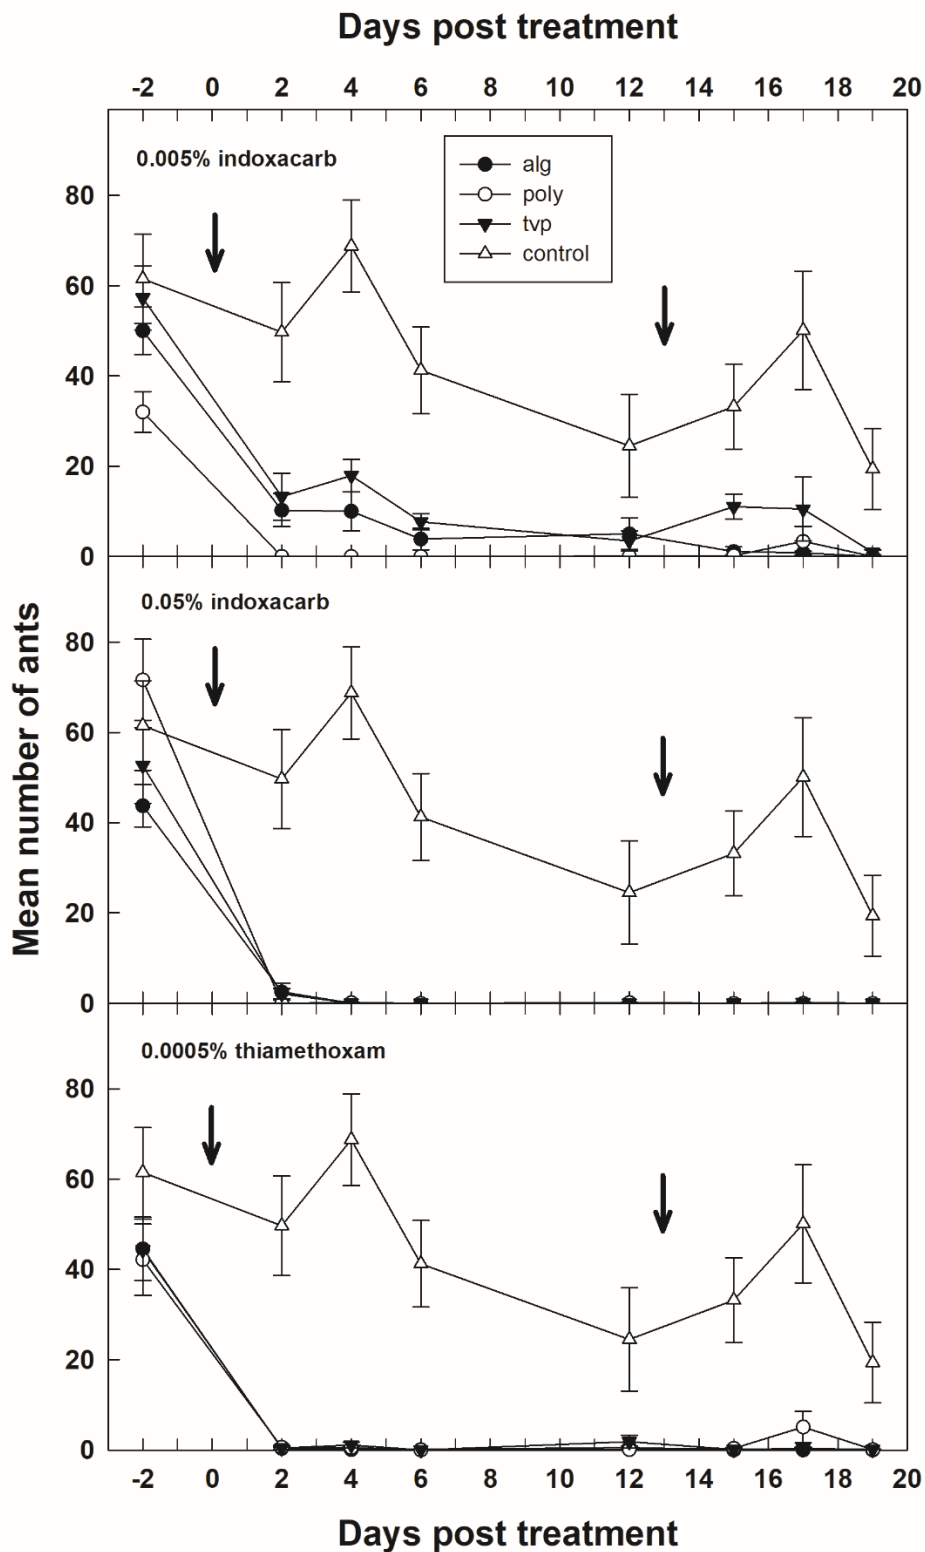 Days post treatment
-2 0 2 4 6 8 10 12 14 16 18 20
0.005% indoxacarb
alg
poly
tvp
control
80
60
40
20
0
0.05% indoxacarb
80
60
40
20
0
Mean number of ants
0.0005% thiamethoxam
80
60
40
20
0
-2 0 2 4 6 8 10 12 14 16 18 20
Days post treatment